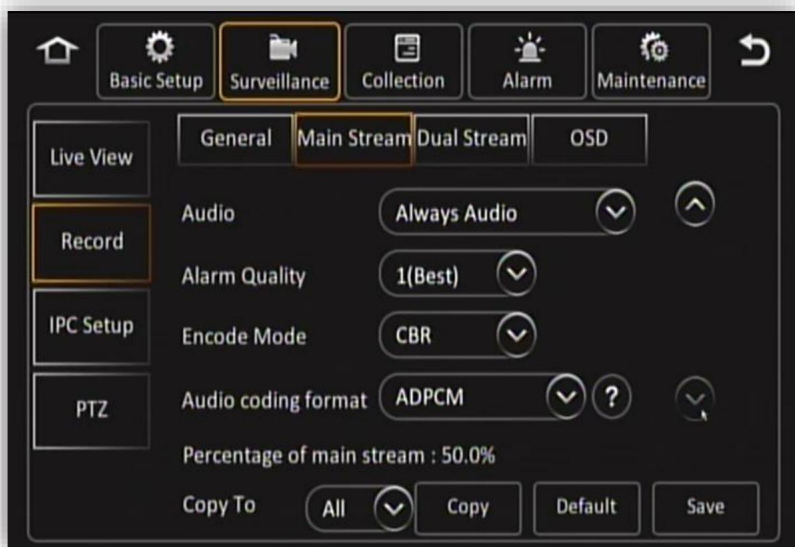 Basic Setup Surveillance Collection Alarm Maintenance
General Main Stream Dual Stream OSD
Live View
Audio Always Audio
Record
Alarm Quality 1(Best)
IPC Setup
Encode Mode CBR
PTZ
Audio coding format ADPCM ?
Percentage of main stream : 50.0%
Copy To All Copy Default Save